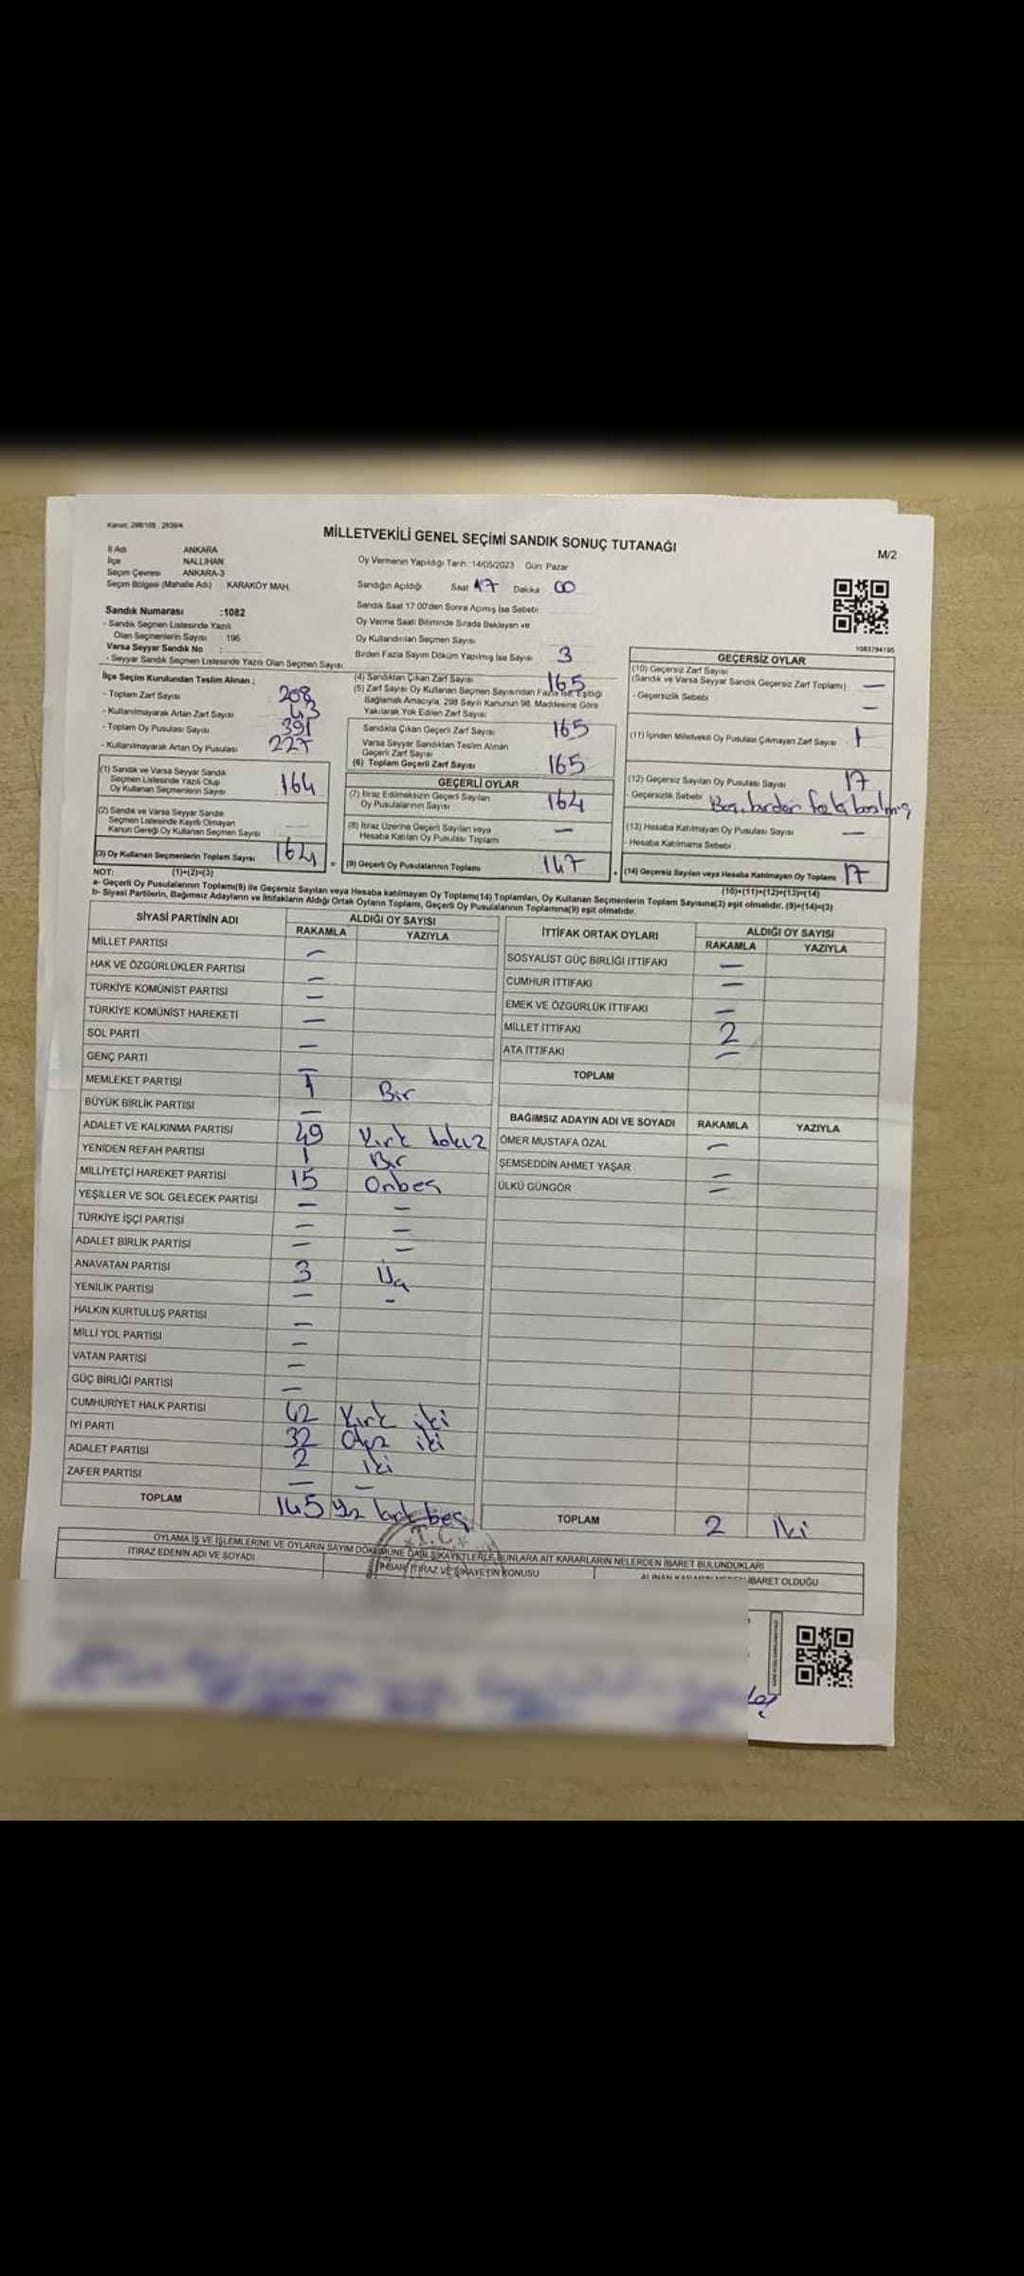 Kanun, 298/105 , 2839/4
MİLLETVEKİLİ GENEL SEÇİMİ SANDIK SONUÇ TUTANAĞI
M/2
İl Adı ANKARA
İlçe NALLIHAN
Seçim Çevresi ANKARA-3
Seçim Bölgesi (Mahalle Adı) KARAKÖY MAH.
Oy Vermenin Yapıldığı Tarih :14/05/2023 Gün: Pazar
Sandığın Açıldığı Saat 17 Dakika : 00
Sandık Saat 17:00'den Sonra Açımış İse Sebebi
Oy Verme Saati Bitiminde Sırada Bekleyen ve
Oy Kullandırılan Seçmen Sayısı
Birden Fazla Sayım Döküm Yapılmış İse Sayısı 3
Sandık Numarası :1082
- Sandık Seçmen Listesinde Yazılı
Olan Seçmenlerin Sayısı 196
Varsa Seyyar Sandık No :
- Seyyar Sandık Seçmen Listesinde Yazılı Olan Seçmen Sayısı:
İlçe Seçim Kurulundan Teslim Alınan ;
- Toplam Zarf Sayısı 208
- Kullanılmayarak Artan Zarf Sayısı 43
- Toplam Oy Pusulası Sayısı 391
- Kullanılmayarak Artan Oy Pusulası 227
(1) Sandık ve Varsa Seyyar Sandık
Seçmen Listesinde Yazılı Olup
Oy Kullanan Seçmenlerin Sayısı 164
(2) Sandık ve Varsa Seyyar Sandık
Seçmen Listesinde Kayıtlı Olmayan
Kanun Gereği Oy Kullanan Seçmen Sayısı
(3) Oy Kullanan Seçmenlerin Toplam Sayısı 164
(4) Sandıktan Çıkan Zarf Sayısı 165
(5) Zarf Sayısı Oy Kullanan Seçmen Sayısından Fazla İse, Eşitliği
Sağlamak Amacıyla, 298 Sayılı Kanunun 98. Maddesine Göre
Yakılarak Yok Edilen Zarf Sayısı
Sandıkta Çıkan Geçerli Zarf Sayısı 165
Varsa Seyyar Sandıktan Teslim Alınan
Geçerli Zarf Sayısı
(6) Toplam Geçerli Zarf Sayısı 165
GEÇERLİ OYLAR
(7) İtiraz Edilmeksizin Geçerli Sayılan
Oy Pusulalarının Sayısı 164
(8) İtiraz Üzerine Geçerli Sayılan veya
Hesaba Katılan Oy Pusulası Toplamı —
= (9) Geçerli Oy Pusulalarının Toplamı 147
1083794195
GEÇERSİZ OYLAR
(10) Geçersiz Zarf Sayısı
(Sandık ve Varsa Seyyar Sandık Geçersiz Zarf Toplamı) —
- Geçersizlik Sebebi —
(11) İçinden Milletvekili Oy Pusulası Çıkmayan Zarf Sayısı 1
(12) Geçersiz Sayılan Oy Pusulası Sayısı 17
- Geçersizlik Sebebi birden fazla basılmış
(13) Hesaba Katılmayan Oy Pusulası Sayısı —
- Hesaba Katılmama Sebebi
+ (14) Geçersiz Sayılan veya Hesaba Katılmayan Oy Toplamı 17
NOT: (1)+(2)=(3)
(10)+(11)+(12)+(13)=(14)
a- Geçerli Oy Pusulalarının Toplamı(9) ile Geçersiz Sayılan veya Hesaba katılmayan Oy Toplamı(14) Toplamları, Oy Kullanan Seçmenlerin Toplam Sayısına(3) eşit olmalıdır. (9)+(14)=(3)
b- Siyasi Partilerin, Bağımsız Adayların ve İttifakların Aldığı Ortak Oyların Toplamı, Geçerli Oy Pusulalarının Toplamına(9) eşit olmalıdır.
SİYASİ PARTİNİN ADI
ALDIĞI OY SAYISI
RAKAMLA YAZIYLA
MİLLET PARTİSİ —
HAK VE ÖZGÜRLÜKLER PARTİSİ —
TÜRKİYE KOMÜNİST PARTİSİ —
TÜRKİYE KOMÜNİST HAREKETİ —
SOL PARTİ —
GENÇ PARTİ —
MEMLEKET PARTİSİ 1 Bir
BÜYÜK BİRLİK PARTİSİ —
ADALET VE KALKINMA PARTİSİ 49 Kırk dokuz
YENİDEN REFAH PARTİSİ 1 Bir
MİLLİYETÇİ HAREKET PARTİSİ 15 Onbeş
YEŞİLLER VE SOL GELECEK PARTİSİ — —
TÜRKİYE İŞÇİ PARTİSİ — —
ADALET BİRLİK PARTİSİ — —
ANAVATAN PARTİSİ 3 Üç
YENİLİK PARTİSİ — -
HALKIN KURTULUŞ PARTİSİ —
MİLLİ YOL PARTİSİ —
VATAN PARTİSİ —
GÜÇ BİRLİĞİ PARTİSİ —
CUMHURİYET HALK PARTİSİ 42 Kırk iki
İYİ PARTİ 32 Otuz iki
ADALET PARTİSİ 2 iki
ZAFER PARTİSİ — —
TOPLAM 145 Yüz kırk beş
İTTİFAK ORTAK OYLARI
ALDIĞI OY SAYISI
RAKAMLA YAZIYLA
SOSYALİST GÜÇ BİRLİĞİ İTTİFAKI —
CUMHUR İTTİFAKI —
EMEK VE ÖZGÜRLÜK İTTİFAKI —
MİLLET İTTİFAKI 2
ATA İTTİFAKI —
TOPLAM
BAĞIMSIZ ADAYIN ADI VE SOYADI RAKAMLA YAZIYLA
ÖMER MUSTAFA ÖZAL —
ŞEMSEDDİN AHMET YAŞAR —
ÜLKÜ GÜNGÖR —
TOPLAM 2 iki
T.C.
OYLAMA İŞ VE İŞLEMLERİNE VE OYLARIN SAYIM DÖKÜMÜNE DAİR ŞİKAYETLERLE BUNLARA AİT KARARLARIN NELERDEN İBARET BULUNDUKLARI
İTİRAZ EDENİN ADI VE SOYADI
İHBAR, İTİRAZ VE ŞİKAYETİN KONUSU
ALINAN KARARIN NEDEN İBARET OLDUĞU